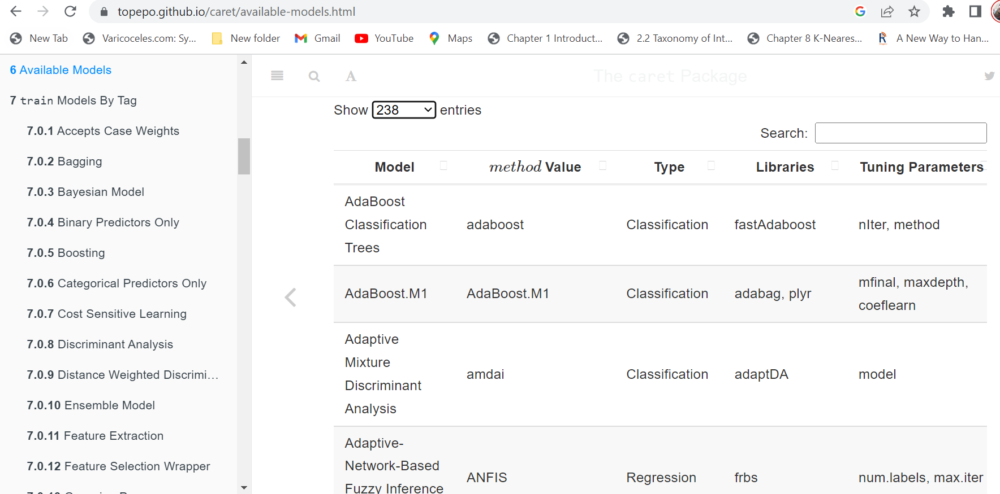 topepo.github.io/caret/available-models.html
New Tab
Varicoceles.com: Sy...
New folder
Gmail
YouTube
Maps
Chapter 1 Introduct...
2.2 Taxonomy of Int...
Chapter 8 K-Neares...
A New Way to Han...
6 Available Models
7 train Models By Tag
7.0.1 Accepts Case Weights
7.0.2 Bagging
7.0.3 Bayesian Model
7.0.4 Binary Predictors Only
7.0.5 Boosting
7.0.6 Categorical Predictors Only
7.0.7 Cost Sensitive Learning
7.0.8 Discriminant Analysis
7.0.9 Distance Weighted Discrimi…
7.0.10 Ensemble Model
7.0.11 Feature Extraction
7.0.12 Feature Selection Wrapper
A
The caret Package
Show 238 entries
Search:
Model method Value Type Libraries Tuning Parameters
AdaBoost
Classification
Trees
adaboost
Classification
fastAdaboost
nIter, method
AdaBoost.M1
AdaBoost.M1
Classification
adabag, plyr
mfinal, maxdepth,
coeflearn
Adaptive
Mixture
Discriminant
Analysis
amdai
Classification
adaptDA
model
Adaptive-
Network-Based
Fuzzy Inference
ANFIS
Regression
frbs
num.labels, max.iter